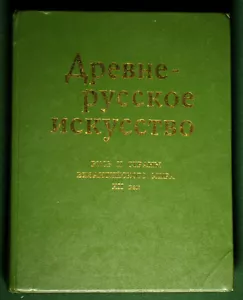 Древне-
русское
искусство
РУСЬ И СТРАНЫ
ВИЗАНТИЙСКОГО МИРА
XII век